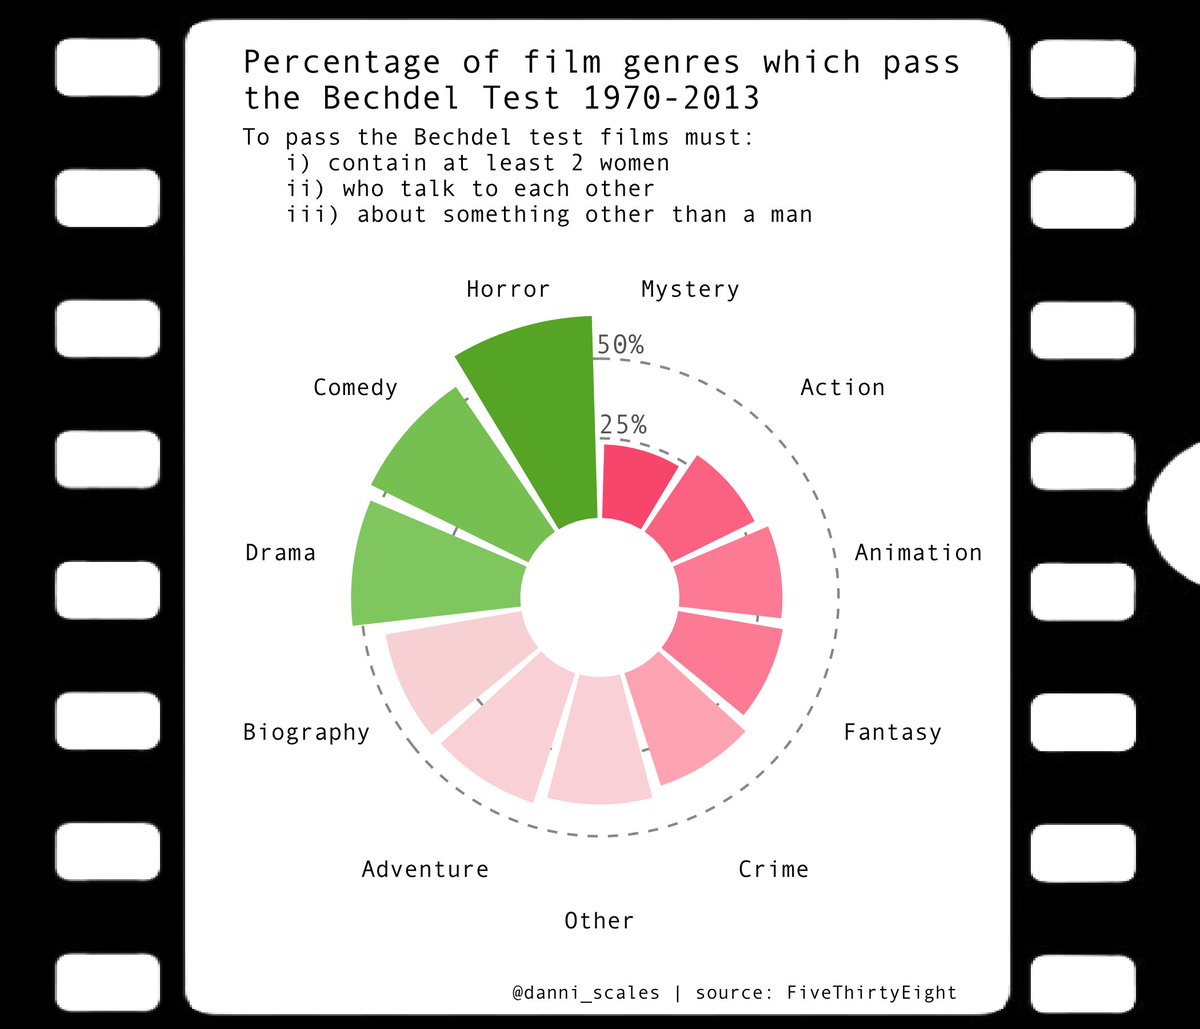 Percentage of film genres which pass
the Bechdel Test 1970-2013
To pass the Bechdel test films must:
i) contain at least 2 women
ii) who talk to each other
iii) about something other than a man
Horror
Mystery
50%
Comedy
Action
25%
Drama
Animation
Biography
Fantasy
Adventure
Crime
Other
@danni_scales | source: FiveThirtyEight